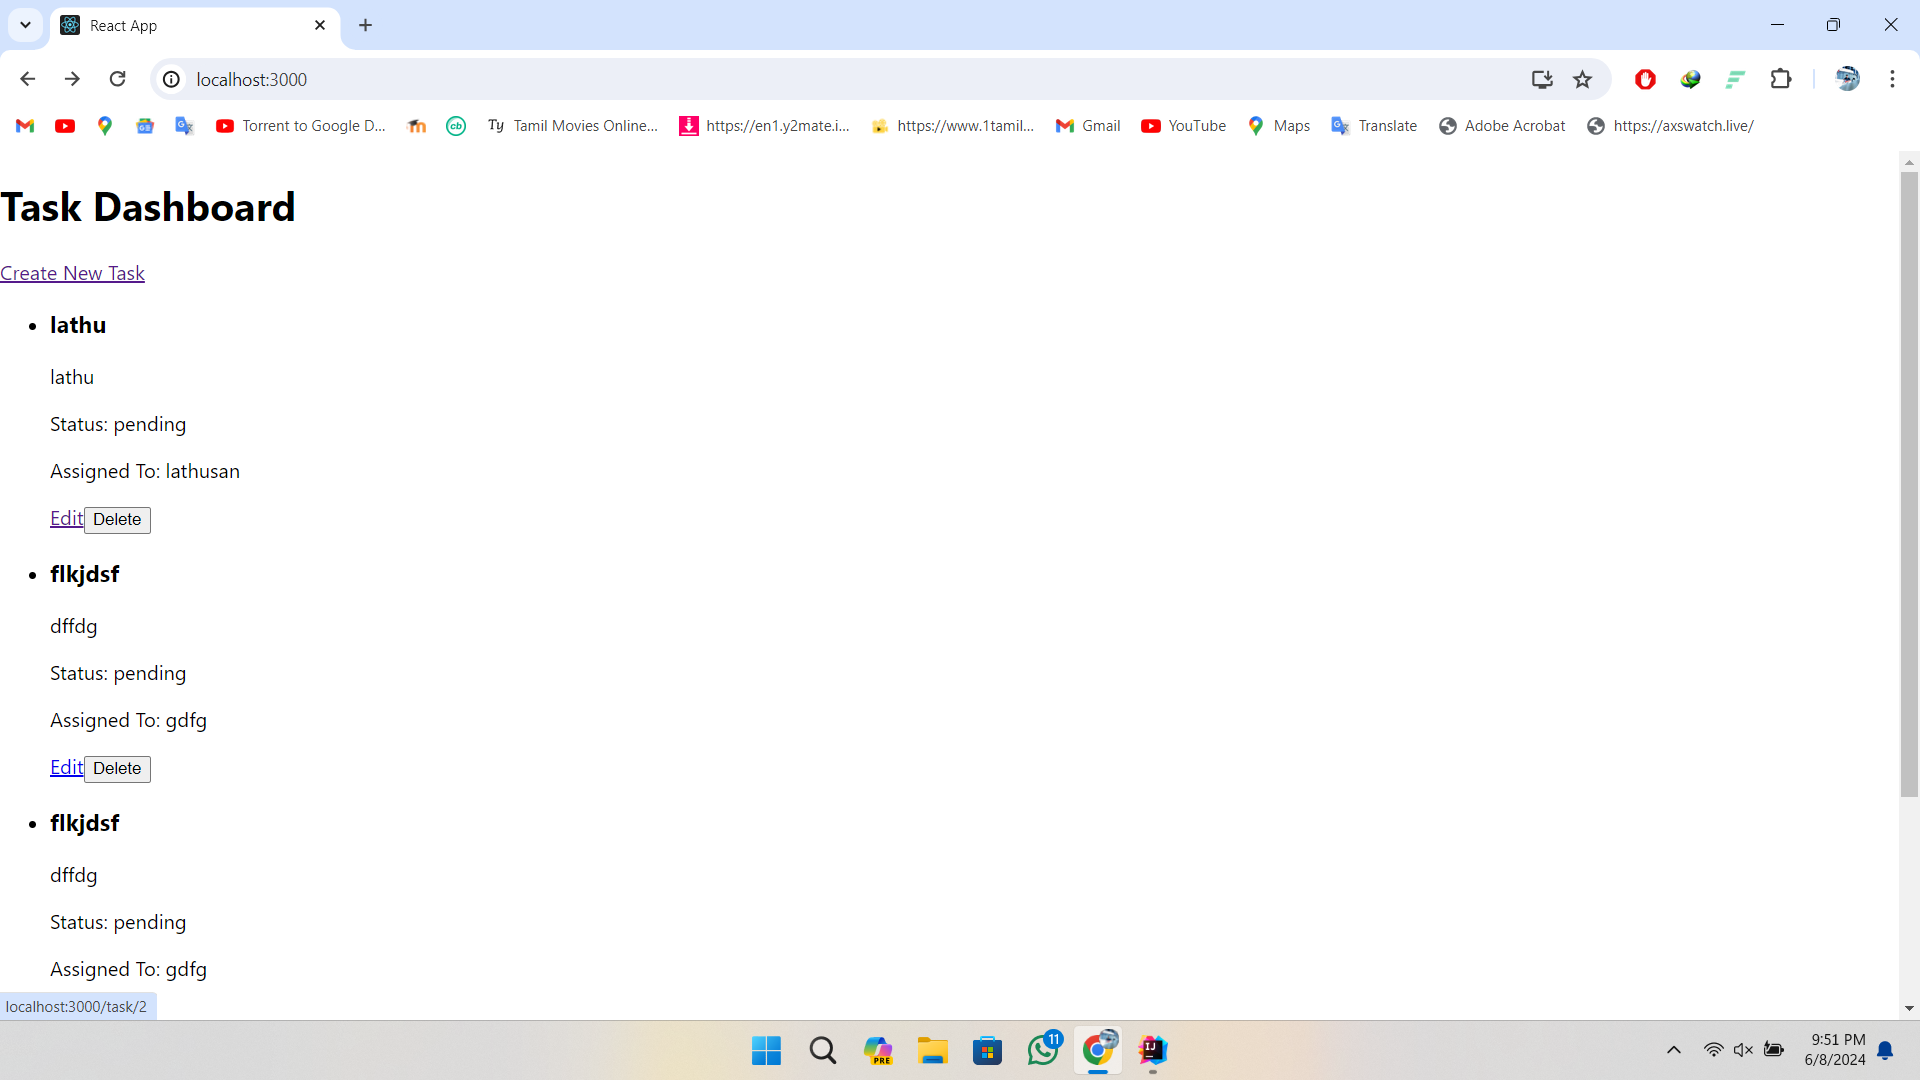 React App
localhost:3000
Torrent to Google D...
Ty Tamil Movies Online...
https://en1.y2mate.i...
https://www.1tamil...
Gmail
YouTube
Maps
Translate
Adobe Acrobat
https://axswatch.live/
Task Dashboard
Create New Task
lathu
lathu
Status: pending
Assigned To: lathusan
Edit Delete
flkjdsf
dffdg
Status: pending
Assigned To: gdfg
Edit Delete
flkjdsf
dffdg
Status: pending
Assigned To: gdfg
localhost:3000/task/2
PRE
11
IJ
9:51 PM
6/8/2024